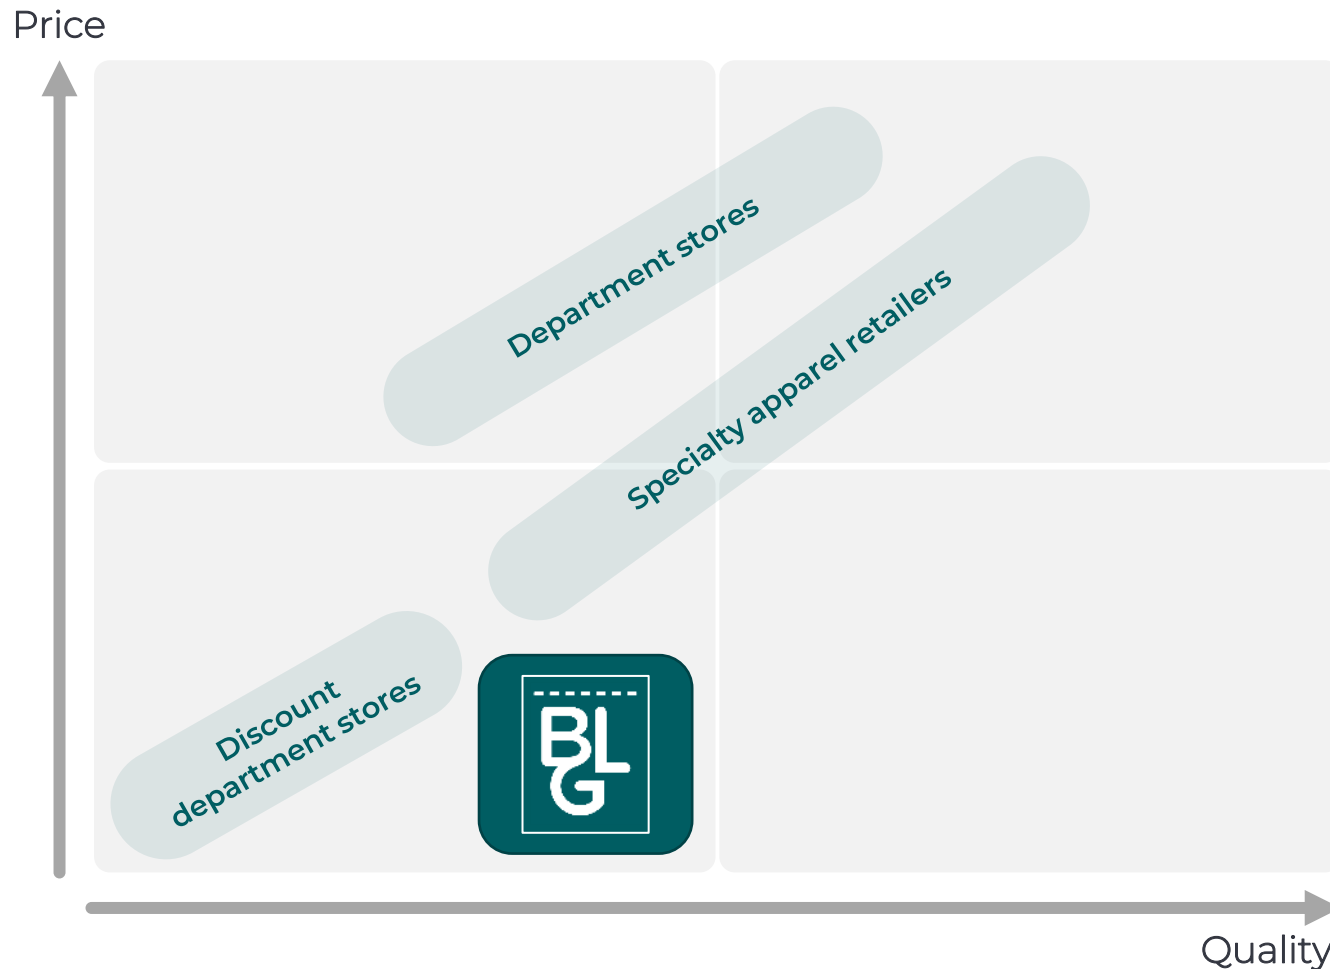 Price
Department stores
Specialty apparel retailers
Discount
department stores
BL
G
Quality